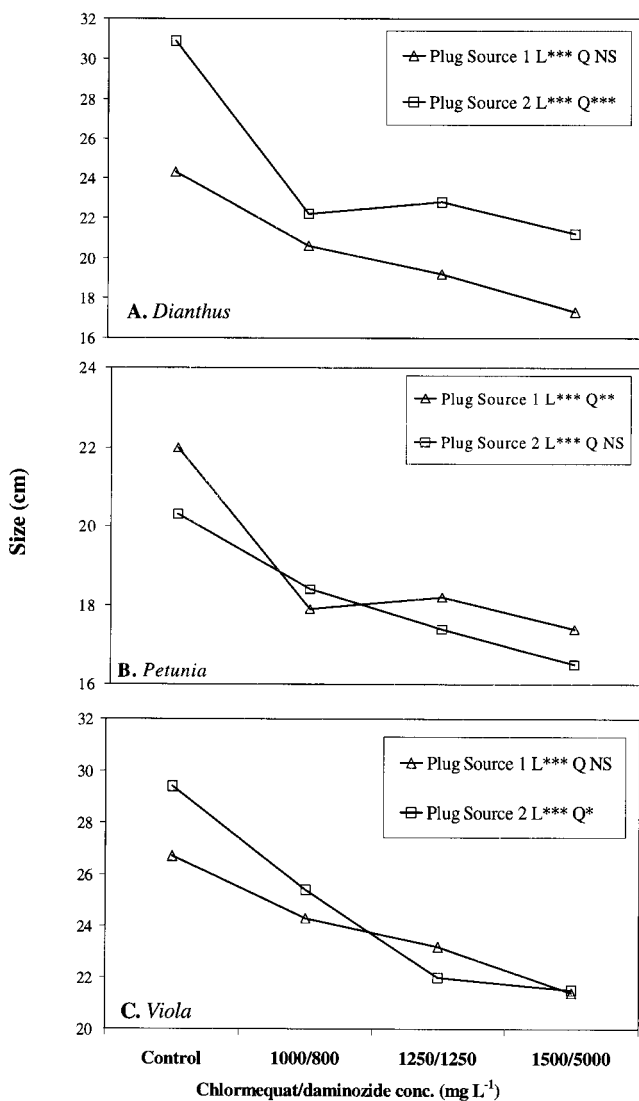 32
30
28
26
24
22
20
18
16
Plug Source 1 L*** Q NS
Plug Source 2 L*** Q***
A. Dianthus
24
22
20
18
16
Plug Source 1 L*** Q**
Plug Source 2 L*** Q NS
B. Petunia
Size (cm)
32
30
28
26
24
22
20
Plug Source 1 L*** Q NS
Plug Source 2 L*** Q*
C. Viola
Control 1000/800 1250/1250 1500/5000
Chlormequat/daminozide conc. (mg L⁻¹)